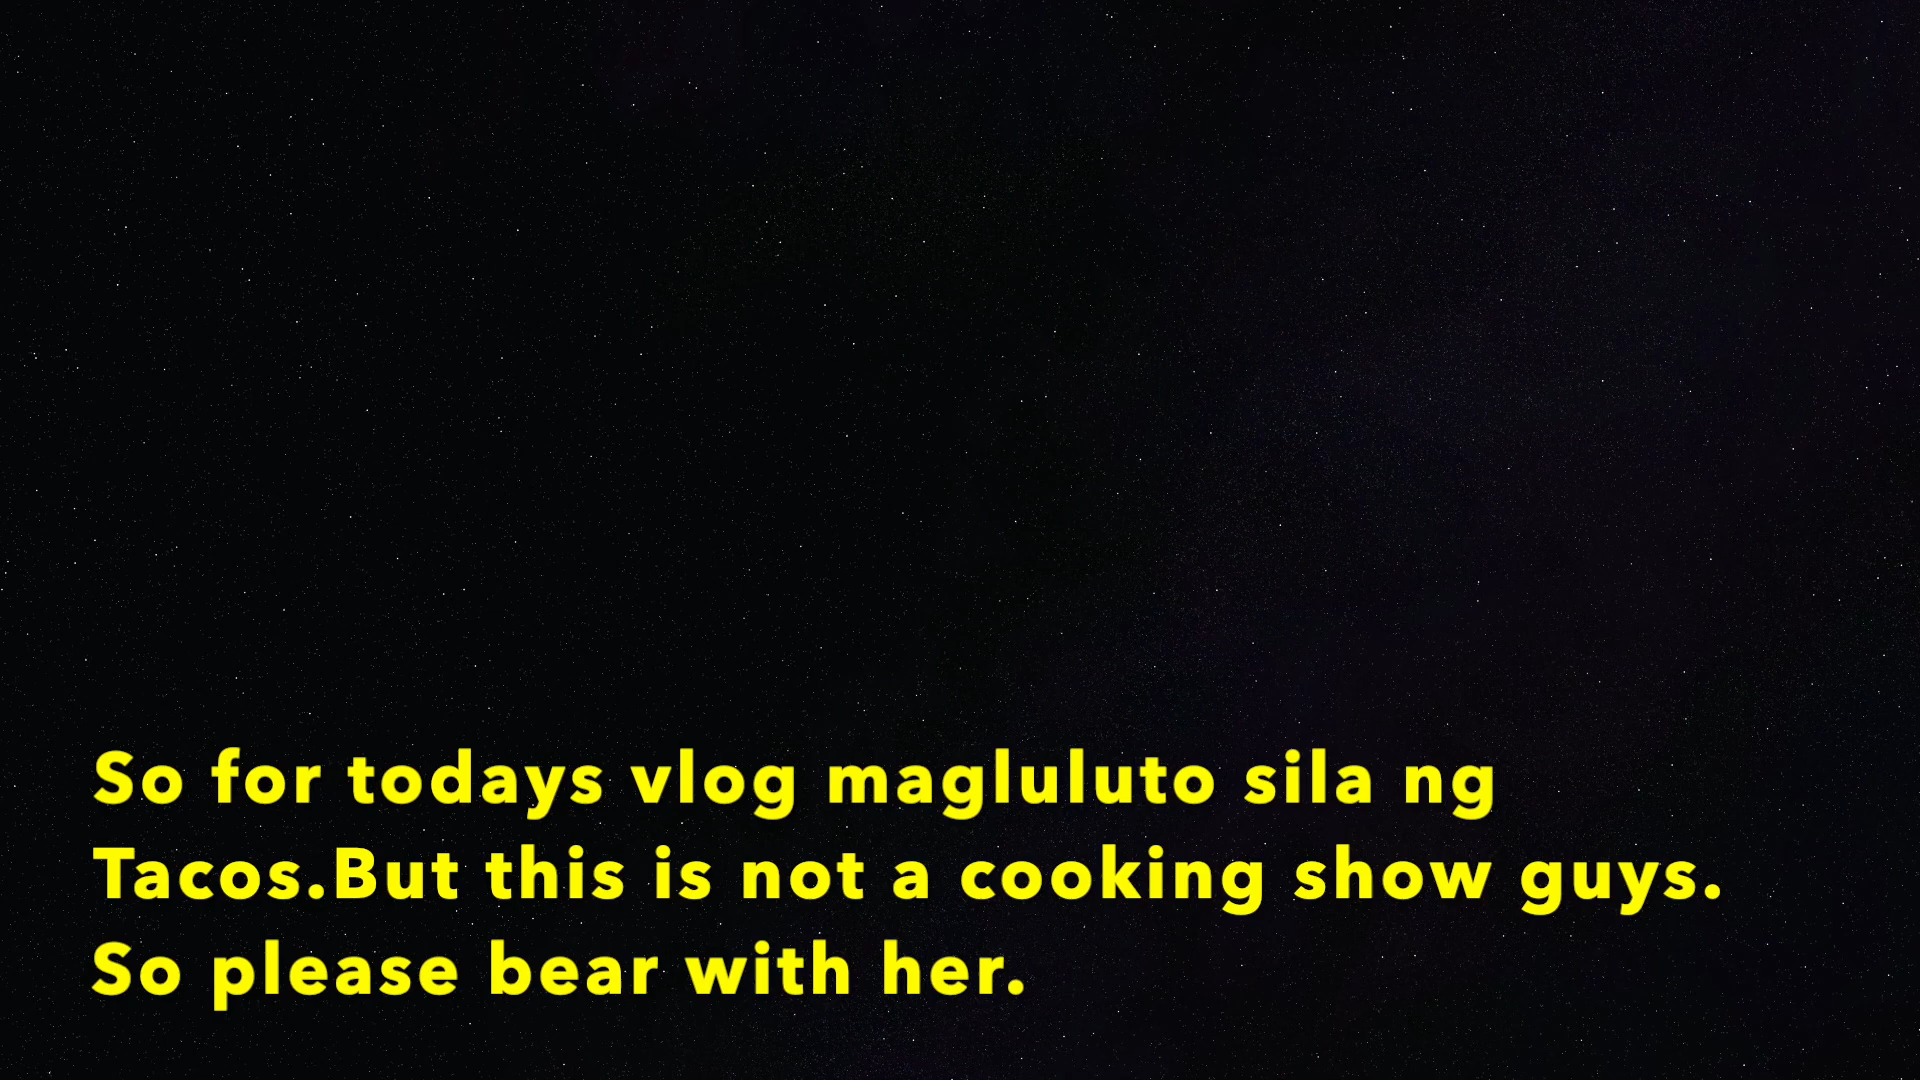 So for todays vlog magluluto sila ng
Tacos.But this is not a cooking show guys.
So please bear with her.